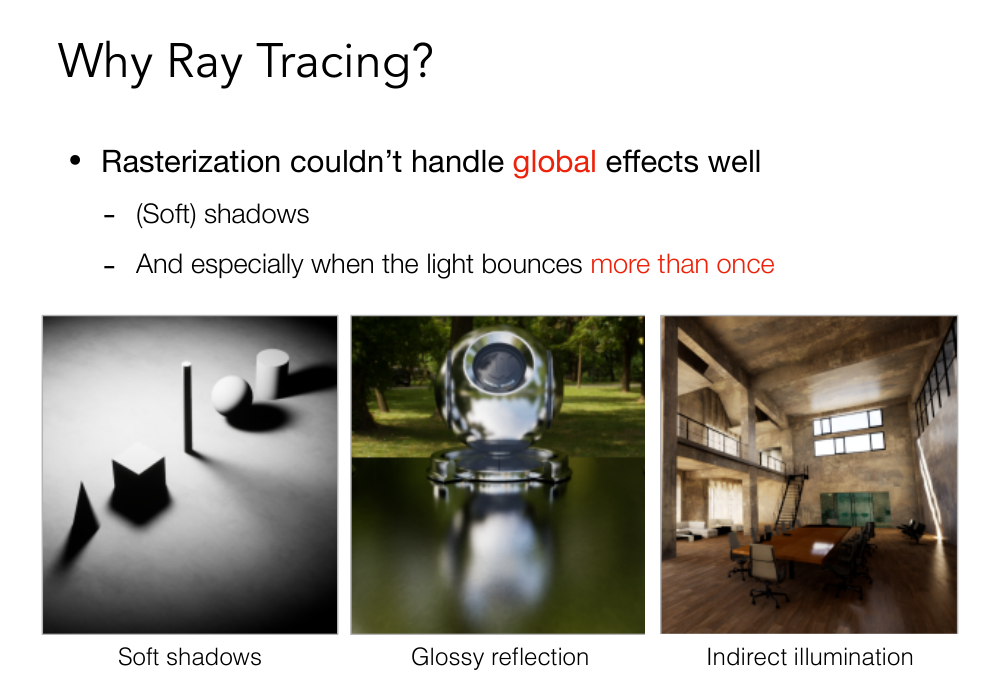 Why Ray Tracing?
• Rasterization couldn’t handle global effects well
- (Soft) shadows
- And especially when the light bounces more than once
Soft shadows
Glossy reflection
Indirect illumination